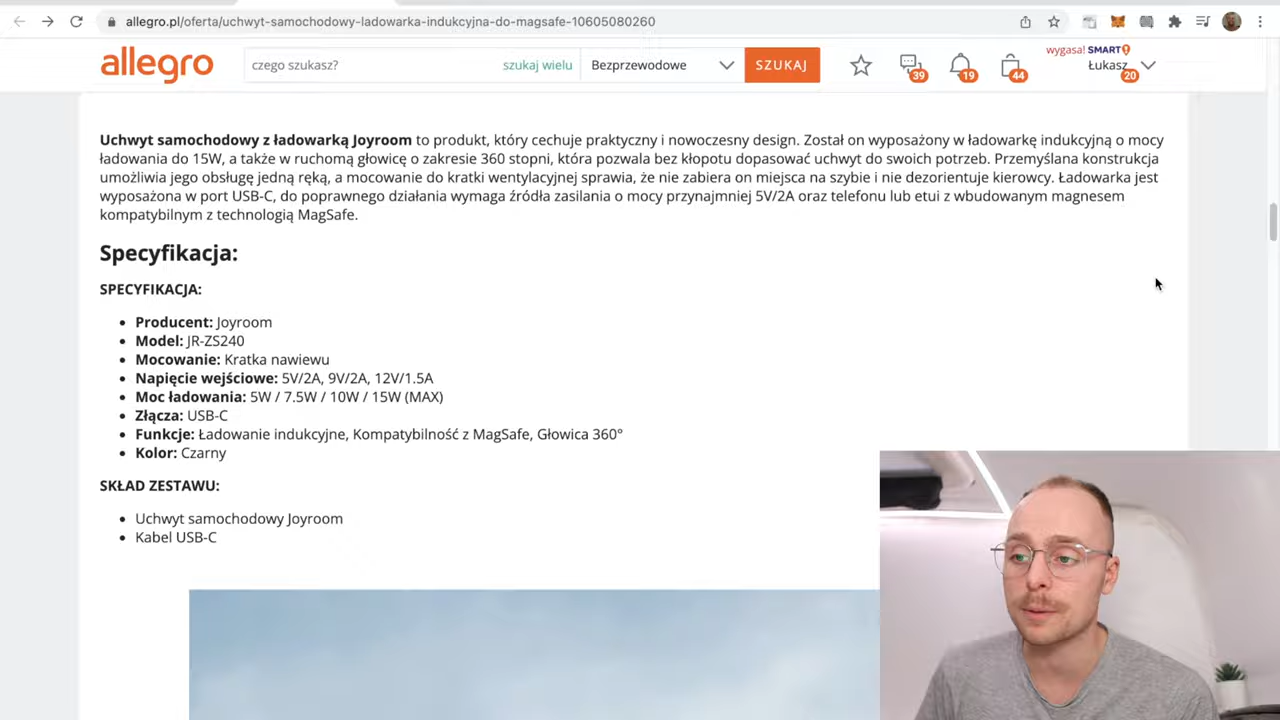 allegro.pl/oferta/uchwyt-samochodowy-ladowarka-indukcyjna-do-magsafe-10605080260
allegro
czego szukasz?
szukaj wielu
Bezprzewodowe
SZUKAJ
39
19
44
wygasa! SMART!
Łukasz
20
Uchwyt samochodowy z ładowarką Joyroom to produkt, który cechuje praktyczny i nowoczesny design. Został on wyposażony w ładowarkę indukcyjną o mocy
ładowania do 15W, a także w ruchomą głowicę o zakresie 360 stopni, która pozwala bez kłopotu dopasować uchwyt do swoich potrzeb. Przemyślana konstrukcja
umożliwia jego obsługę jedną ręką, a mocowanie do kratki wentylacyjnej sprawia, że nie zabiera on miejsca na szybie i nie dezorientuje kierowcy. Ładowarka jest
wyposażona w port USB-C, do poprawnego działania wymaga źródła zasilania o mocy przynajmniej 5V/2A oraz telefonu lub etui z wbudowanym magnesem
kompatybilnym z technologią MagSafe.
Specyfikacja:
SPECYFIKACJA:
Producent: Joyroom
Model: JR-ZS240
Mocowanie: Kratka nawiewu
Napięcie wejściowe: 5V/2A, 9V/2A, 12V/1.5A
Moc ładowania: 5W / 7.5W / 10W / 15W (MAX)
Złącza: USB-C
Funkcje: Ładowanie indukcyjne, Kompatybilność z MagSafe, Głowica 360°
Kolor: Czarny
SKŁAD ZESTAWU:
Uchwyt samochodowy Joyroom
Kabel USB-C